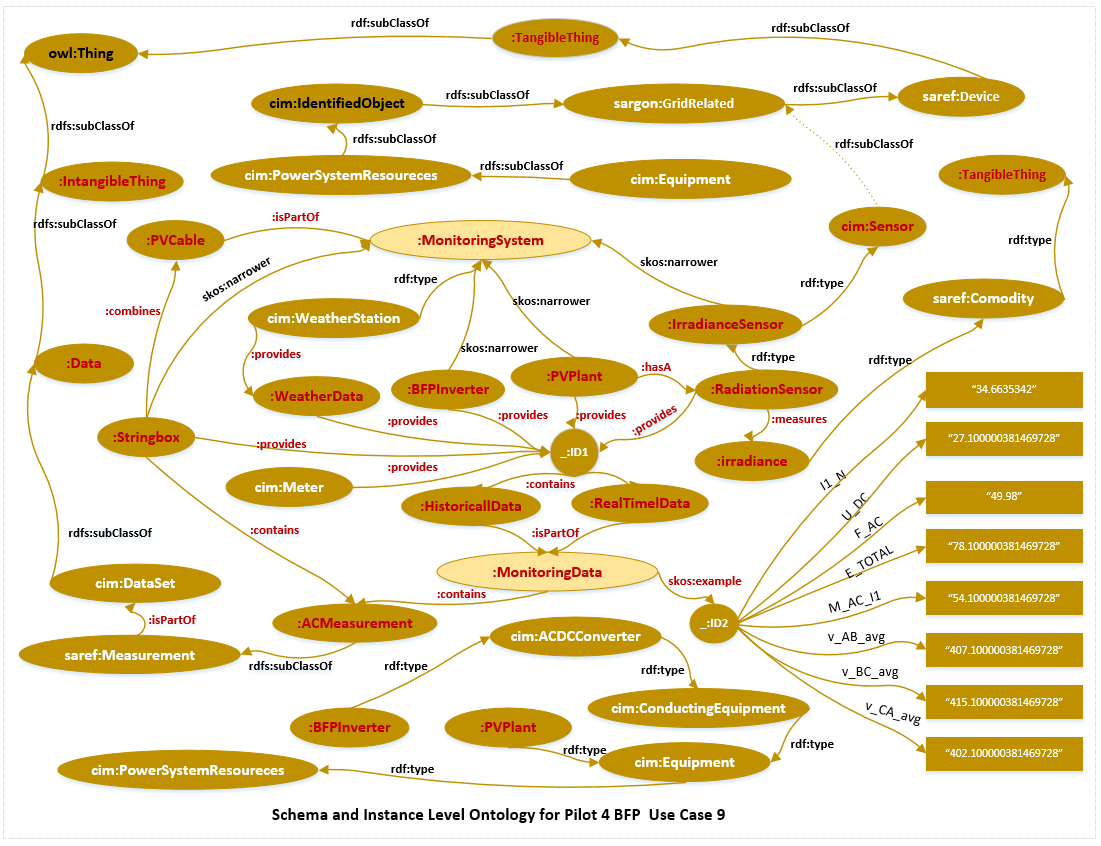 rdf:subClassOf
:TangibleThing
rdf:subClassOf
owl:Thing
cim:IdentifiedObject
rdfs:subClassOf
sargon:GridRelated
rdfs:subClassOf
saref:Device
rdfs:subClassOf
rdfs:subClassOf
rdf:subClassOf
cim:PowerSystemResoureces
rdfs:subClassOf
cim:Equipment
:TangibleThing
:IntangibleThing
rdfs:subClassOf
:isPartOf
:PVCable
:MonitoringSystem
cim:Sensor
rdf:type
skos:narrower
rdf:type
skos:narrower
rdf:type
skos:narrower
saref:Comodity
:combines
cim:WeatherStation
:IrradianceSensor
:provides
skos:narrower
rdf:type
rdf:type
:Data
:hasA
:WeatherData
:BFPInverter
:PVPlant
:RadiationSensor
"34.6635342"
:provides
:provides
:provides
:provides
:measures
:Stringbox
:provides
_:ID1
"27.100000381469728"
:irradiance
:provides
cim:Meter
:contains
I1_N
:HistoricallData
:RealTimelData
U_DC
"49.98"
:contains
:isPartOf
F_AC
rdfs:subClassOf
E_TOTAL
"78.100000381469728"
cim:DataSet
:MonitoringData
skos:example
:contains
M_AC_I1
"54.100000381469728"
:isPartOf
:ACMeasurement
_:ID2
cim:ACDCConverter
v_AB_avg
"407.100000381469728"
saref:Measurement
rdfs:subClassOf
rdf:type
rdf:type
v_BC_avg
"415.100000381469728"
cim:ConductingEquipment
v_CA_avg
:BFPInverter
:PVPlant
rdf:type
rdf:type
"402.100000381469728"
cim:PowerSystemResoureces
rdf:type
cim:Equipment
Schema and Instance Level Ontology for Pilot 4 BFP  Use Case 9